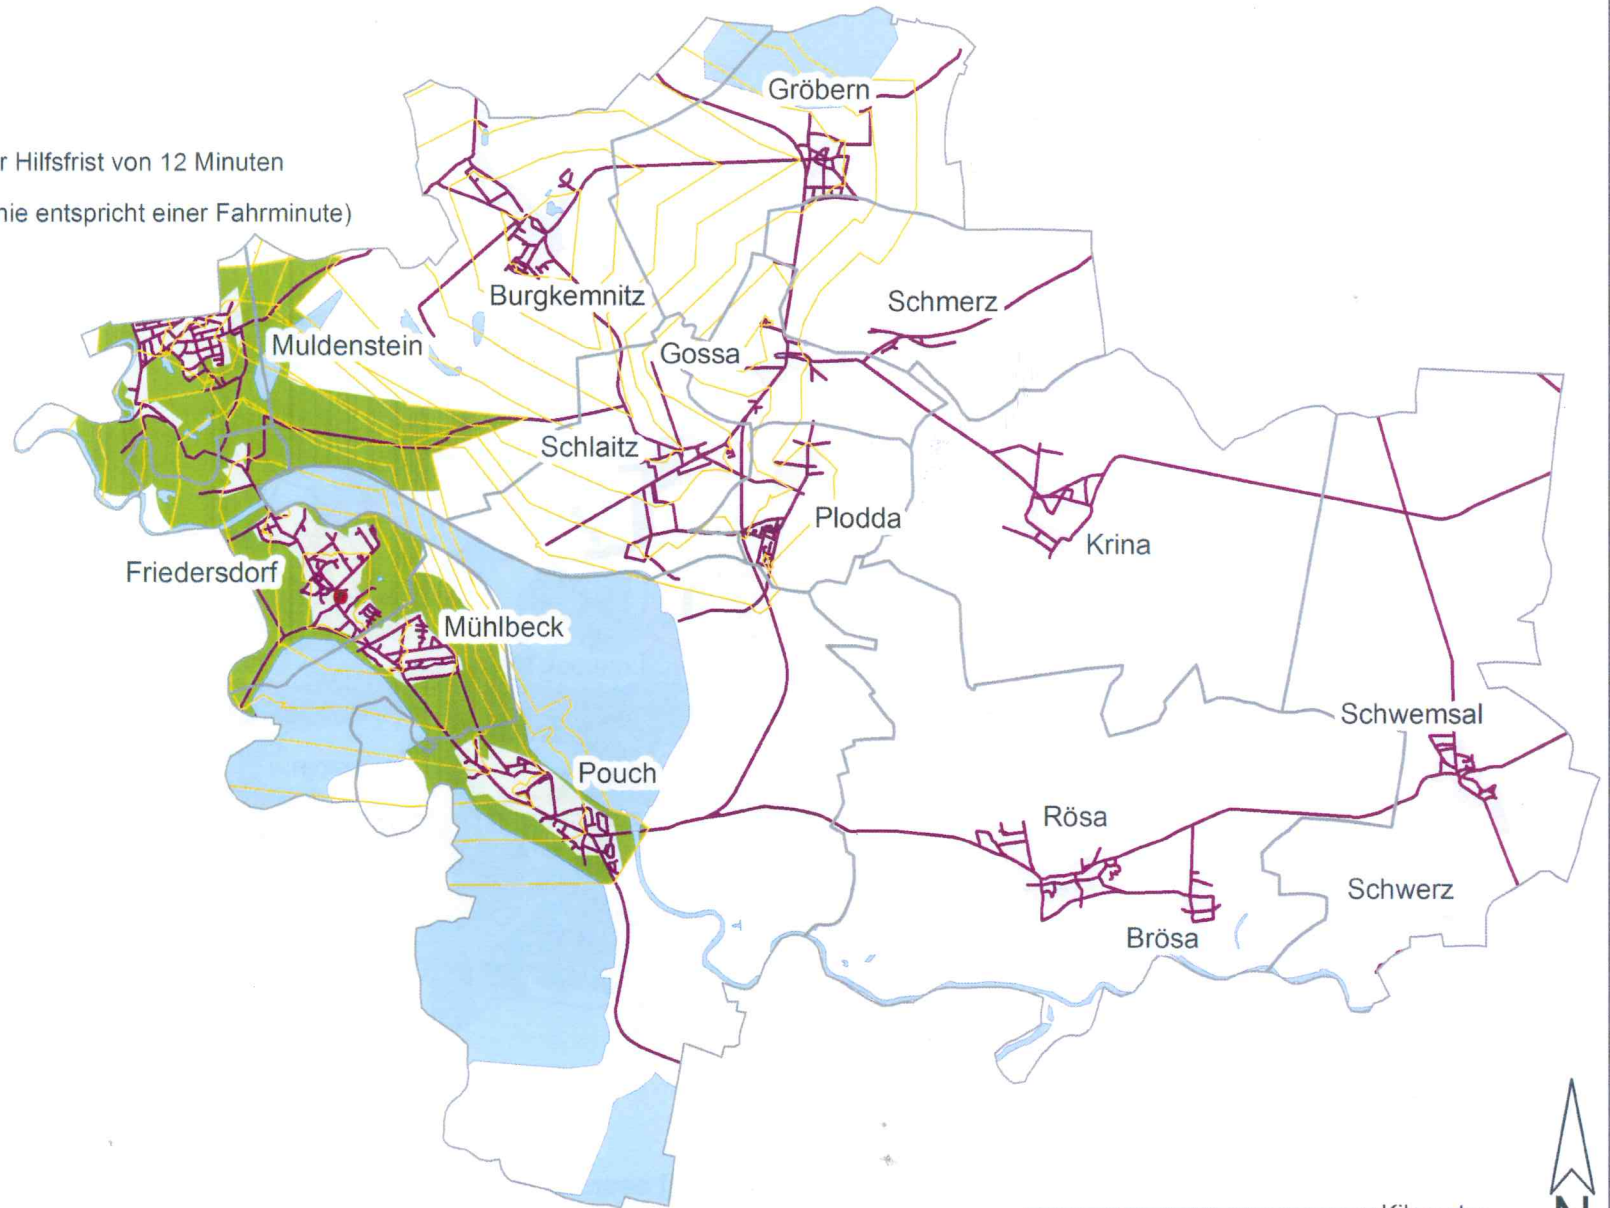 r Hilfsfrist von 12 Minuten
nie entspricht einer Fahrminute)
Gröbern
Burgkemnitz
Schmerz
Muldenstein
Gossa
Schlaitz
Plodda
Krina
Friedersdorf
Mühlbeck
Schwemsal
Pouch
Rösa
Schwerz
Brösa
N